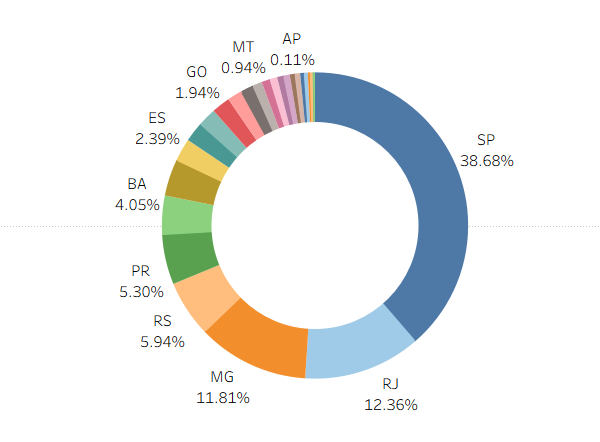 AP
0.11%
MT
0.94%
GO
1.94%
ES
2.39%
BA
4.05%
PR
5.30%
RS
5.94%
MG
11.81%
RJ
12.36%
SP
38.68%